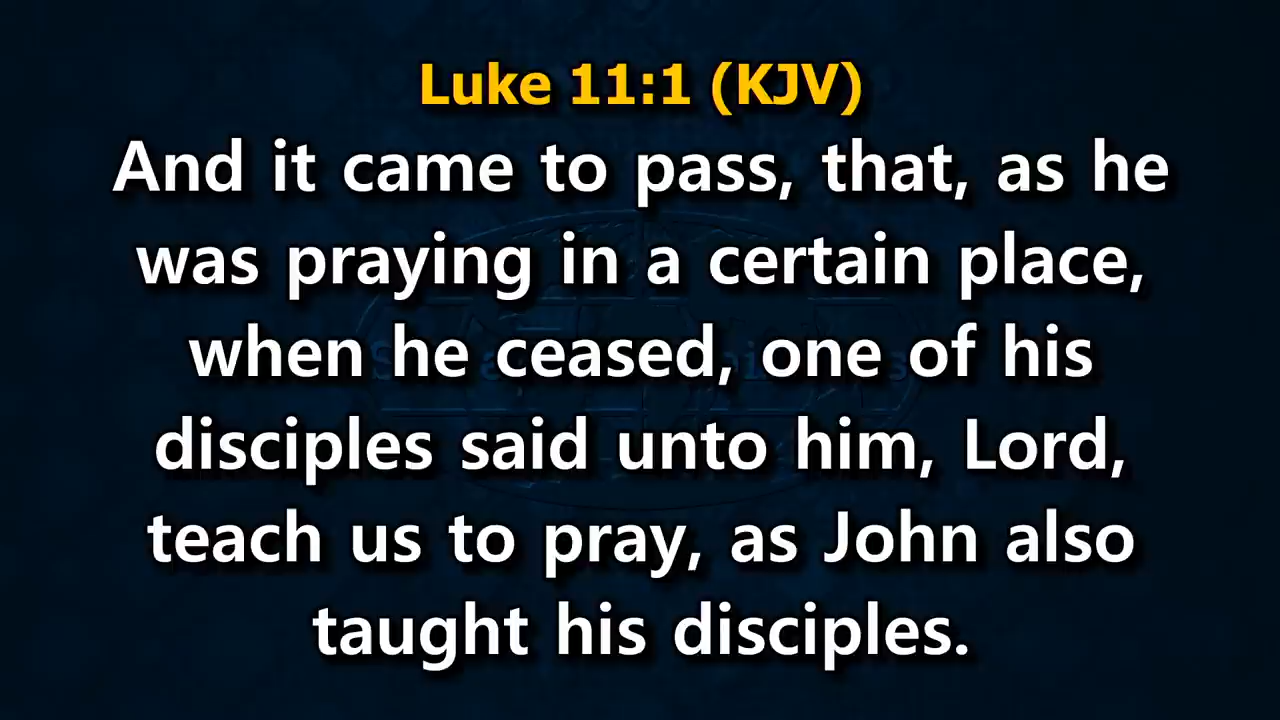 Luke 11:1 (KJV)
And it came to pass, that, as he
was praying in a certain place,
when he ceased, one of his
disciples said unto him, Lord,
teach us to pray, as John also
taught his disciples.